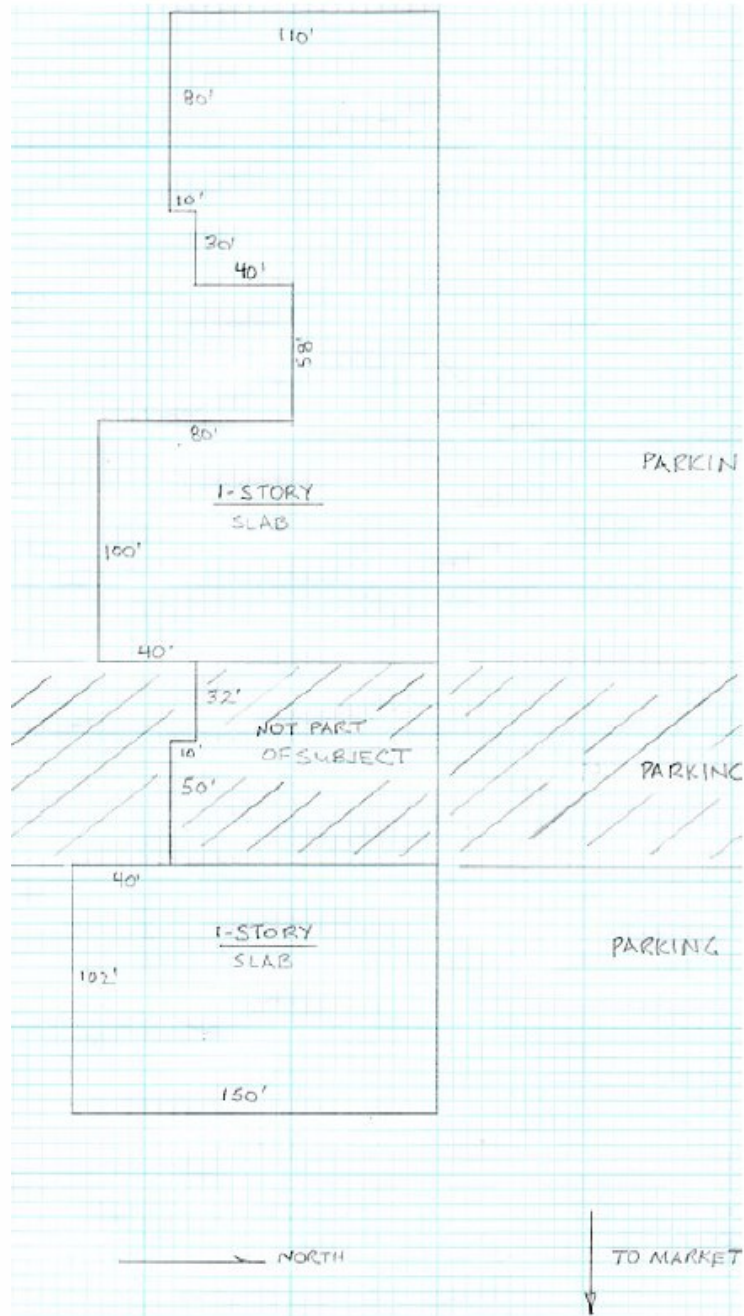 110'
80'
10'
30'
40'
58'
80'
1-STORY
SLAB
PARKIN
100'
40'
32'
NOT PART
OF SUBJECT
10'
50'
PARKING
40'
1-STORY
SLAB
PARKING
102'
150'
NORTH
TO MARKET